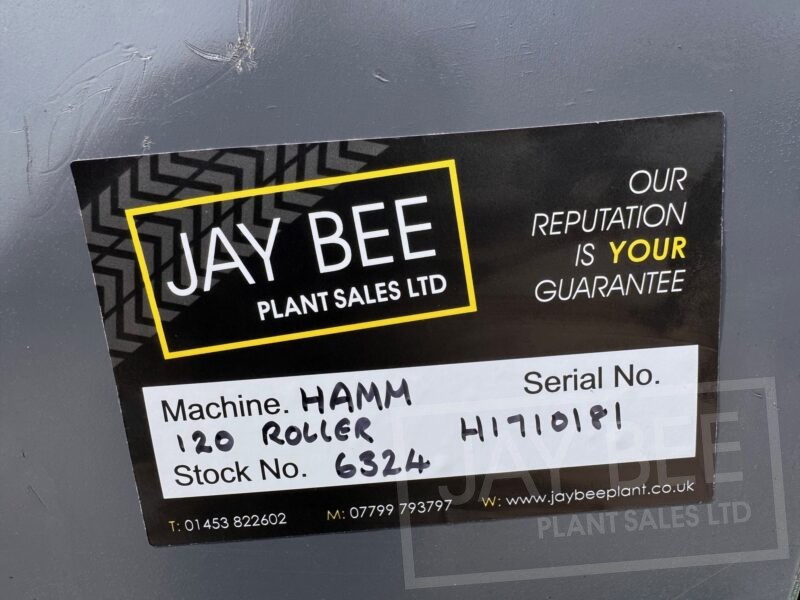 JAY BEE
PLANT SALES LTD
OUR
REPUTATION
IS YOUR
GUARANTEE
Machine. HAMM
Serial No.
120 ROLLER H1710181
Stock No. 6324
T: 01453 822602 M: 07799 793797 W: www.jaybeeplant.co.uk
JAY BEE
PLANT SALES LTD